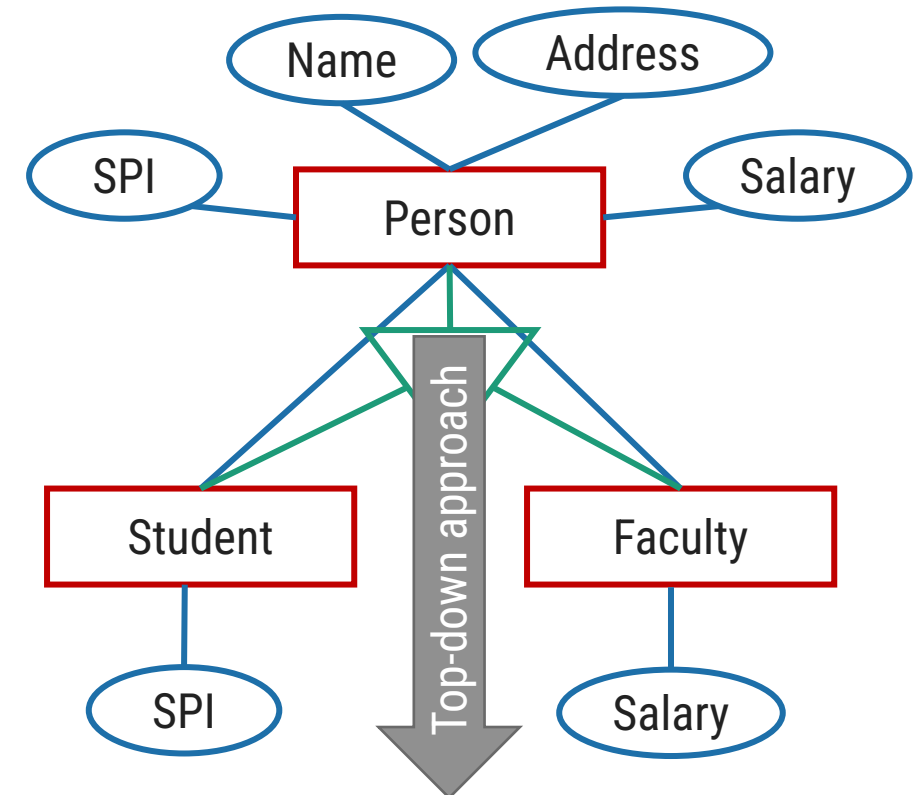 Name
Address
SPI
Salary
Person
Top-down approach
Student
Faculty
SPI
Salary